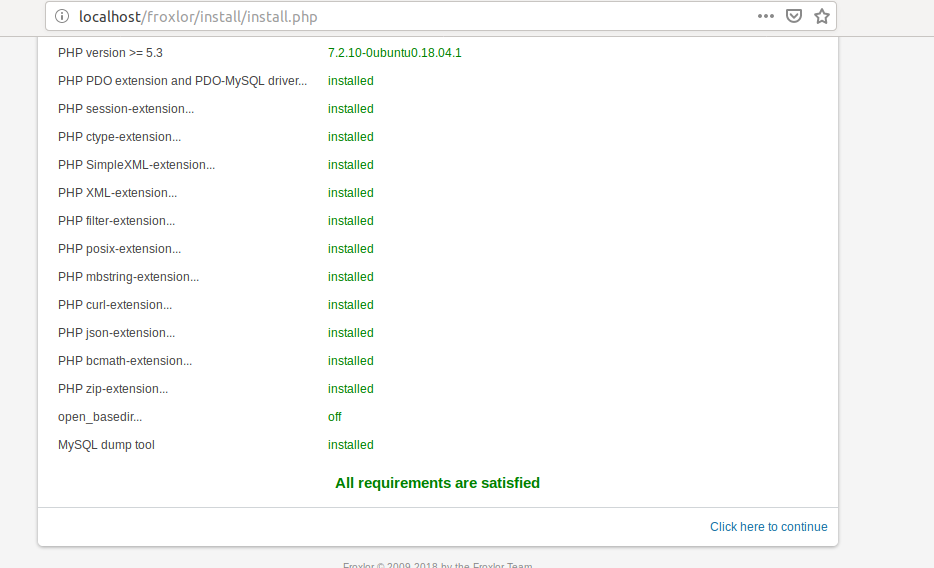 localhost/froxlor/install/install.php
PHP version >= 5.3 7.2.10-0ubuntu0.18.04.1
PHP PDO extension and PDO-MySQL driver... installed
PHP session-extension... installed
PHP ctype-extension... installed
PHP SimpleXML-extension... installed
PHP XML-extension... installed
PHP filter-extension... installed
PHP posix-extension... installed
PHP mbstring-extension... installed
PHP curl-extension... installed
PHP json-extension... installed
PHP bcmath-extension... installed
PHP zip-extension... installed
open_basedir... off
MySQL dump tool installed
All requirements are satisfied
Click here to continue
Froxlor © 2009-2018 by the Froxlor Team